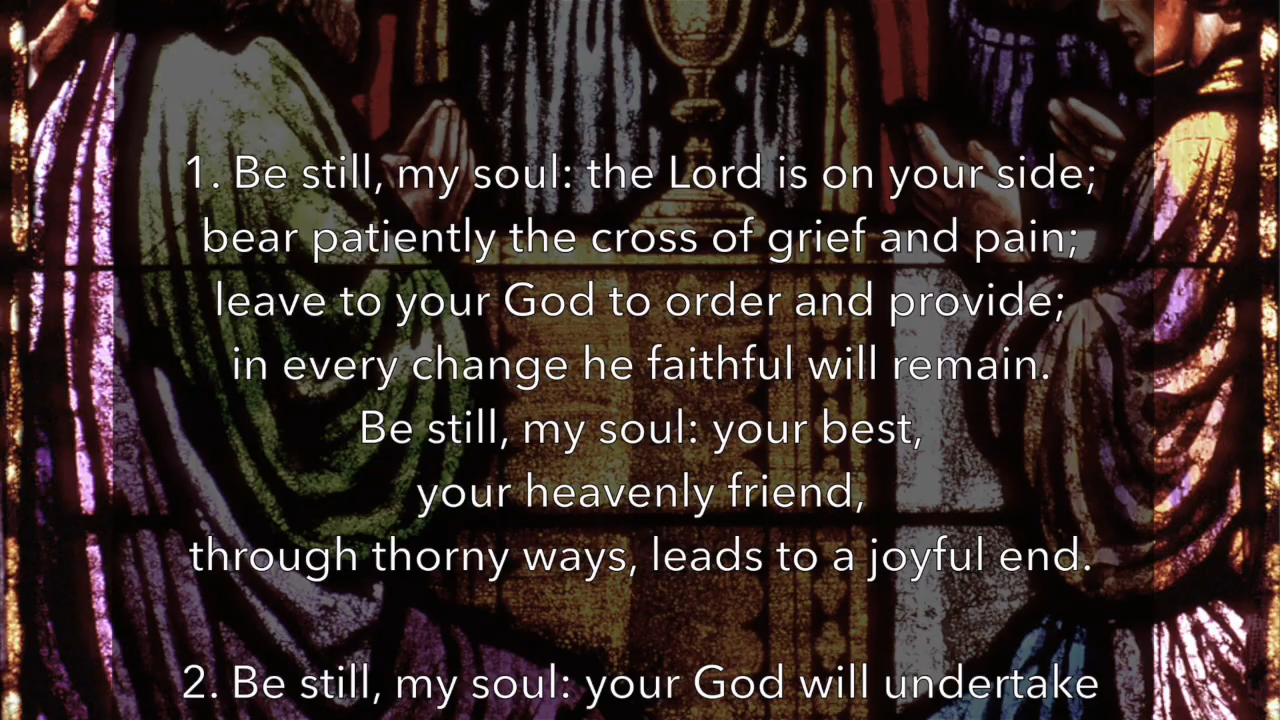 1. Be still, my soul: the Lord is on your side;
bear patiently the cross of grief and pain;
leave to your God to order and provide;
in every change he faithful will remain.
Be still, my soul: your best,
your heavenly friend,
through thorny ways, leads to a joyful end.
2. Be still, my soul: your God will undertake